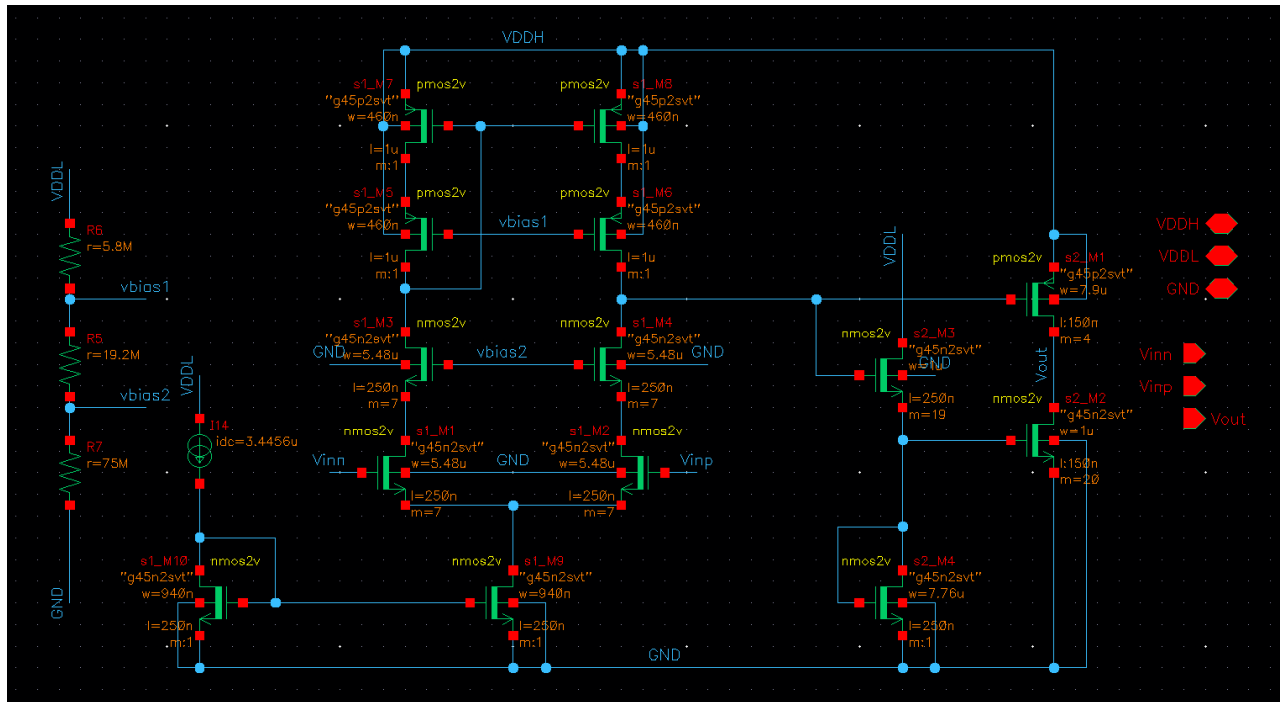 VDDH
s1_M7
pmos2v
"g45p2svt"
w=460n
l=1u
m:1
pmos2v
s1_M8
"g45p2svt"
w=460n
l=1u
m:1
s1_M5
pmos2v
"g45p2svt"
w=460n
l=1u
m:1
vbias1
pmos2v
s1_M6
"g45p2svt"
w=460n
l=1u
m:1
VDDL
R6
r=5.8M
vbias1
R5
r=19.2M
vbias2
R7
r=75M
GND
VDDL
I14
idc=3.4456u
s1_M3
nmos2v
"g45n2svt"
w=5.48u
GND
l=250n
m=7
vbias2
nmos2v
s1_M4
"g45n2svt"
w=5.48u
GND
l=250n
m=7
nmos2v
s1_M1
"g45n2svt"
w=5.48u
Vinn
l=250n
m=7
GND
s1_M2
nmos2v
"g45n2svt"
w=5.48u
Vinp
l=250n
m=7
s1_M10
nmos2v
"g45n2svt"
w=940n
l=250n
m:1
nmos2v
s1_M9
"g45n2svt"
w=940n
l=250n
m:1
GND
VDDL
nmos2v
s2_M3
"g45n2svt"
w=1u
GND
l=250n
m=19
nmos2v
s2_M4
"g45n2svt"
w=7.76u
l=250n
m:1
pmos2v
s2_M1
"g45p2svt"
w=7.9u
l:150n
m=4
Vout
nmos2v
s2_M2
"g45n2svt"
w=1u
l:150n
m=20
VDDH
VDDL
GND
Vinn
Vinp
Vout